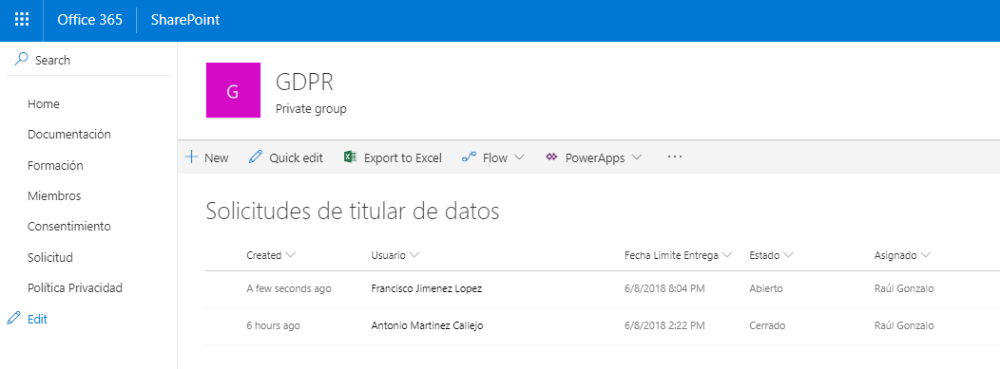 Office 365 SharePoint
Search
Home
Documentación
Formación
Miembros
Consentimiento
Solicitud
Política Privacidad
Edit
G
GDPR
Private group
New Quick edit Export to Excel Flow PowerApps ...
Solicitudes de titular de datos
Created Usuario Fecha Limite Entrega Estado Asignado
A few seconds ago Francisco Jimenez Lopez 6/8/2018 8:04 PM Abierto Raúl Gonzalo
6 hours ago Antonio Martinez Callejo 6/8/2018 2:22 PM Cerrado Raúl Gonzalo